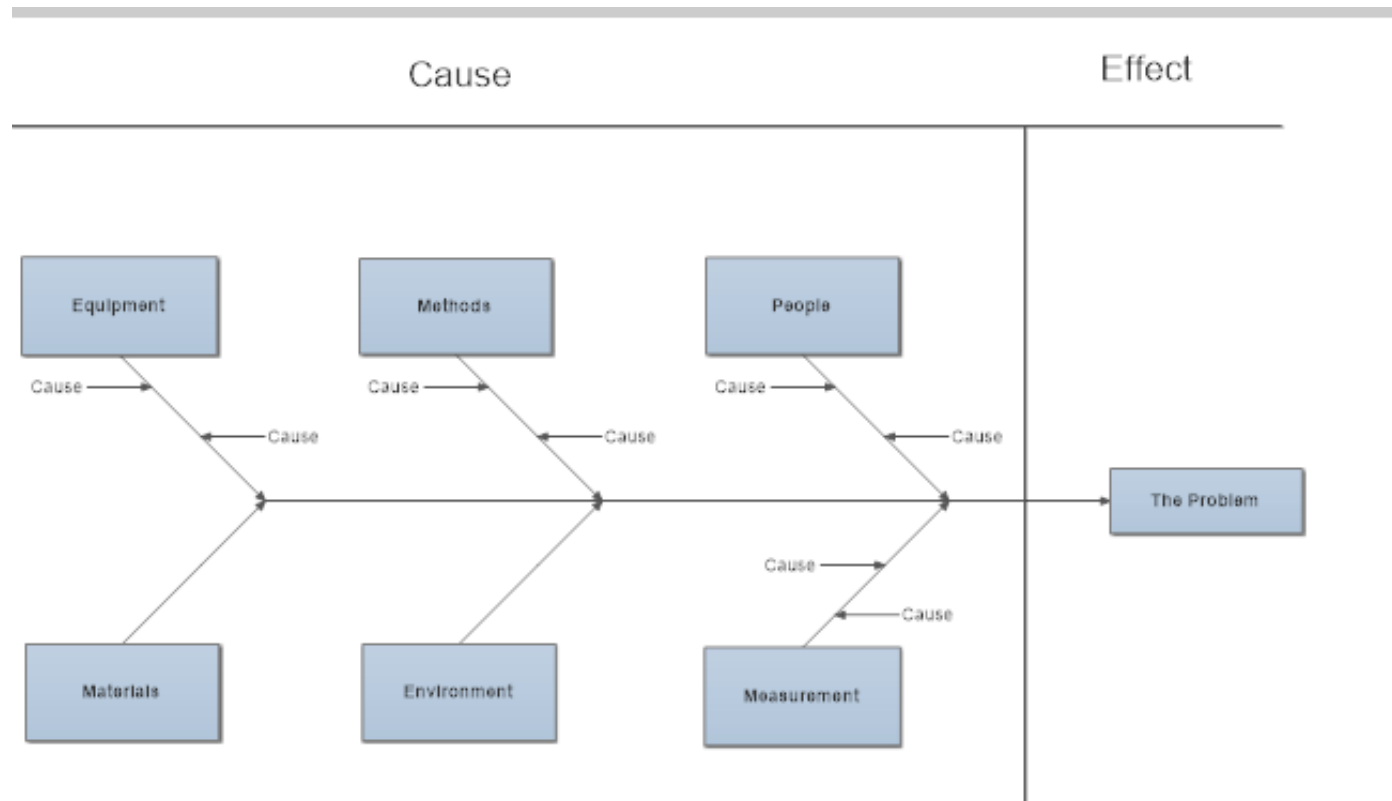 Cause
Effect
Equipment
Methods
People
Cause
Cause
Cause
Cause
Cause
Cause
The Problem
Cause
Cause
Materials
Environment
Measurement